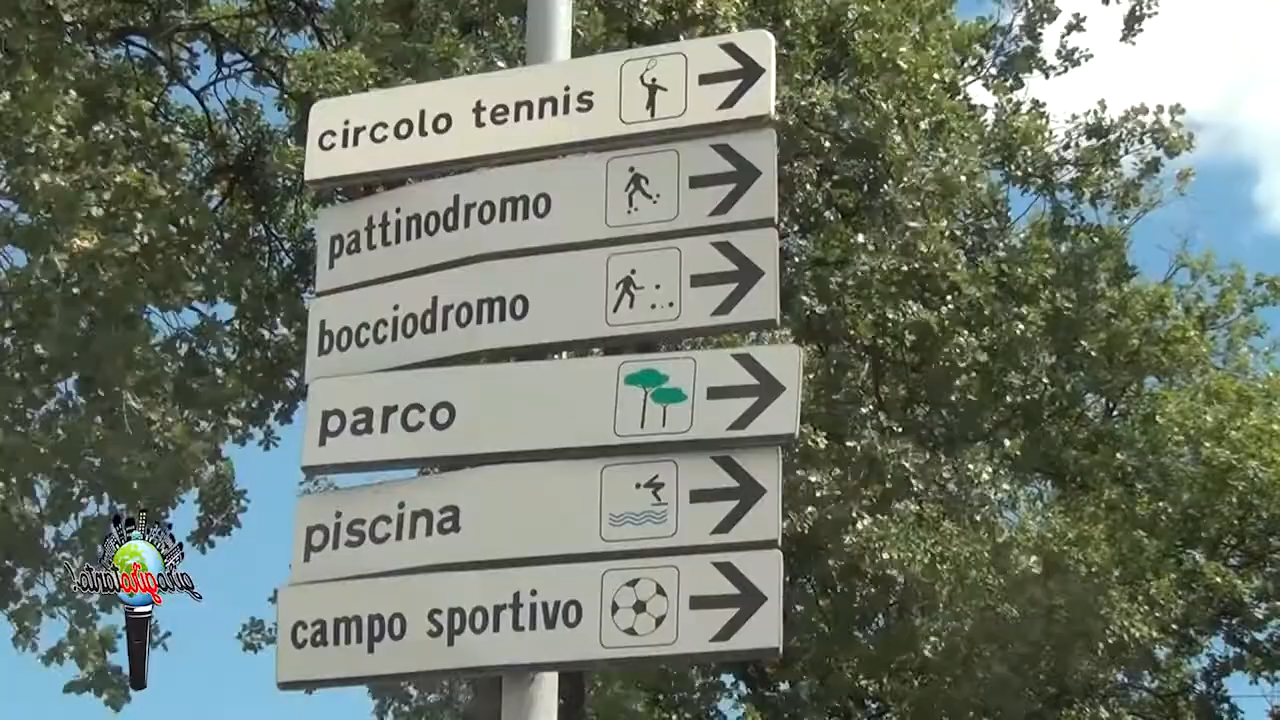 circolo tennis
pattinodromo
bocciodromo
parco
piscina
campo sportivo